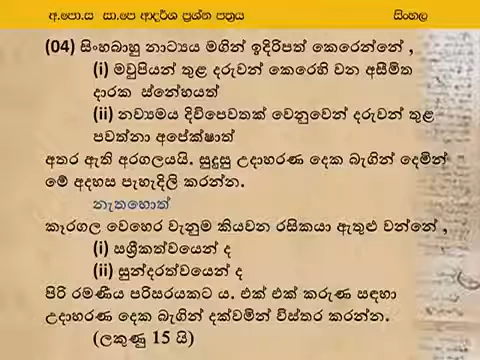 අ.පො.ස සා.පෙ ආදර්ශ ප්‍රශ්න පත්‍රය සිංහල
(04) සිංහබාහු නාට්‍යය මගින් ඉදිරිපත් කෙරෙන්නේ ,
(i) මවුපියන් තුළ දරුවන් කෙරෙහි වන අසීමිත
දාරක ස්නේහයත්
(ii) නව්‍යමය දිවිපෙවතක් වෙනුවෙන් දරුවන් තුළ
පවත්නා අපේක්ෂාත්
අතර ඇති අරගලයයි. සුදුසු උදාහරණ දෙක බැගින් දෙමින්
මේ අදහස පැහැදිලි කරන්න.
නැතහොත්
කෑරගල වෙහෙර වැනුම කියවන රසිකයා ඇතුළු වන්නේ ,
(i) සශ්‍රීකත්වයෙන් ද
(ii) සුන්දරත්වයෙන් ද
පිරි රමණීය පරිසරයකට ය. එක් එක් කරුණ සඳහා
උදාහරණ දෙක බැගින් දක්වමින් විස්තර කරන්න.
(ලකුණු 15 යි)